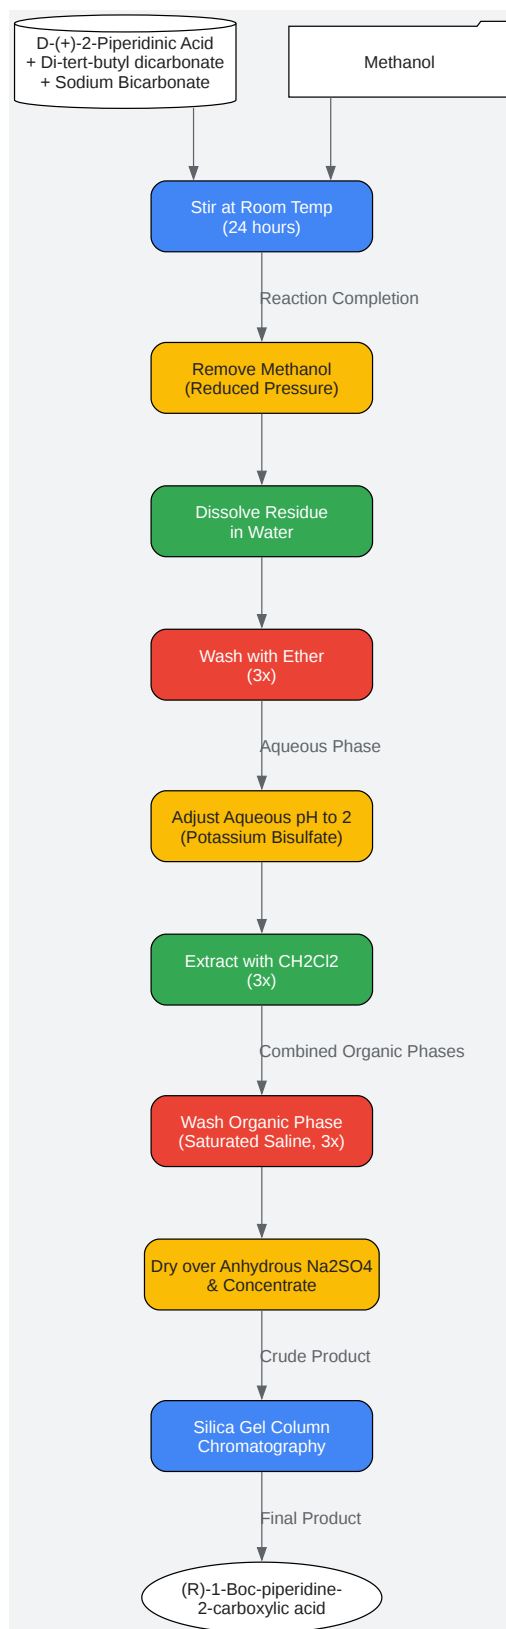 D-(+)-2-Piperidinic Acid
+ Di-tert-butyl dicarbonate
+ Sodium Bicarbonate
Methanol
Stir at Room Temp
(24 hours)
Reaction Completion
Remove Methanol
(Reduced Pressure)
Dissolve Residue
in Water
Wash with Ether
(3x)
Aqueous Phase
Adjust Aqueous pH to 2
(Potassium Bisulfate)
Extract with CH2Cl2
(3x)
Combined Organic Phases
Wash Organic Phase
(Saturated Saline, 3x)
Dry over Anhydrous Na2SO4
& Concentrate
Crude Product
Silica Gel Column
Chromatography
Final Product
(R)-1-Boc-piperidine-
2-carboxylic acid